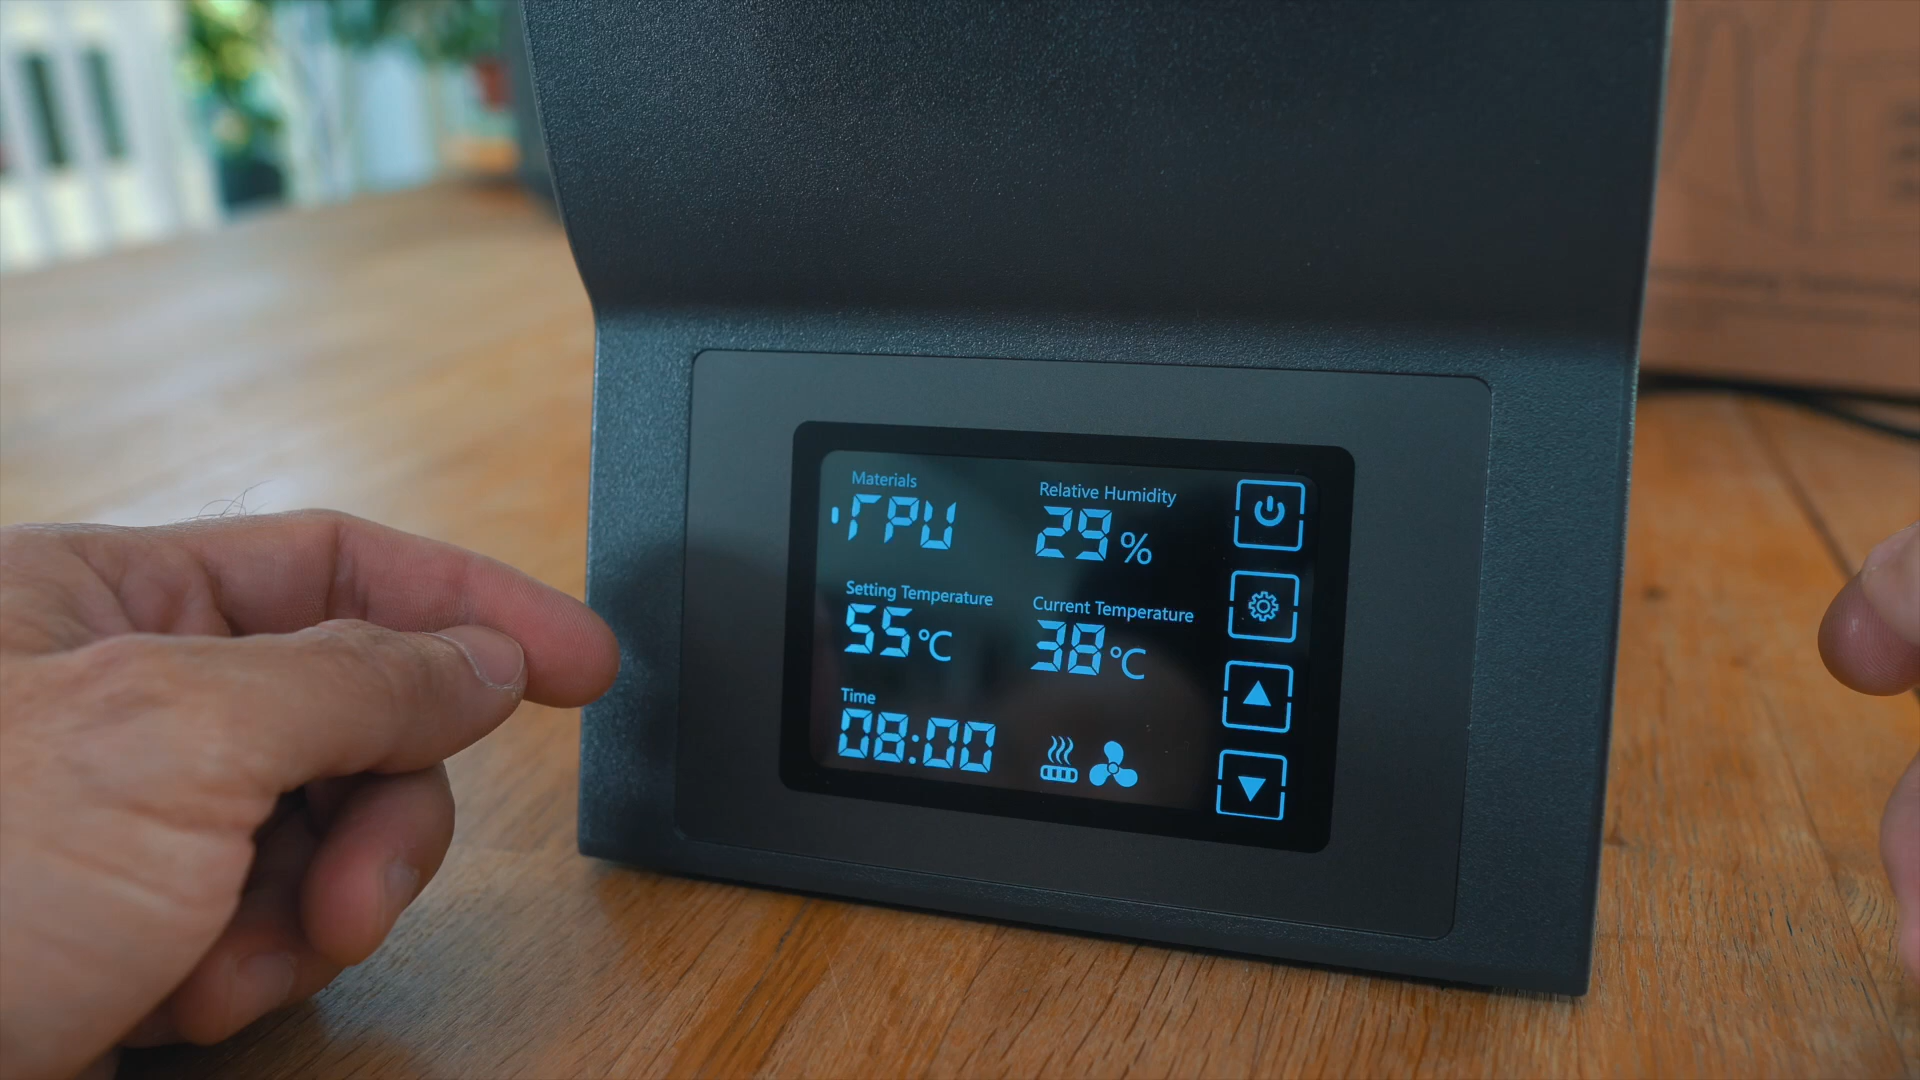 Materials
TPU
Relative Humidity
29 %
Setting Temperature
55 °C
Current Temperature
38 °C
Time
08:00